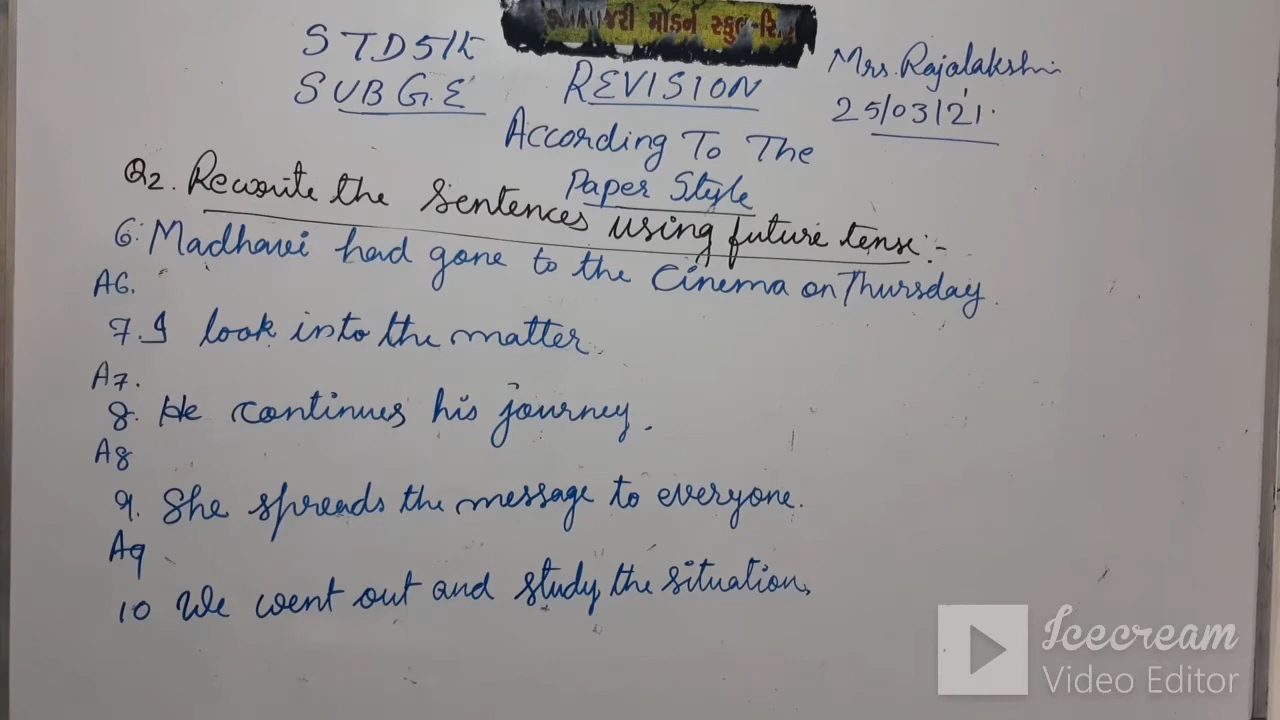 મોડર્ન સ્કુલ
STD 5/K
SUB G.E
REVISION
Mrs. Rajalakshmi
25/03/21.
According To The
Paper Style
Q2. Rewrite the Sentences using future tense:-
6. Madhavi had gone to the Cinema on Thursday.
A6.
7. I look into the matter.
A7.
8. He continues his journey.
A8
9. She spreads the message to everyone.
A9
10 We went out and study the situation.
Icecream
Video Editor